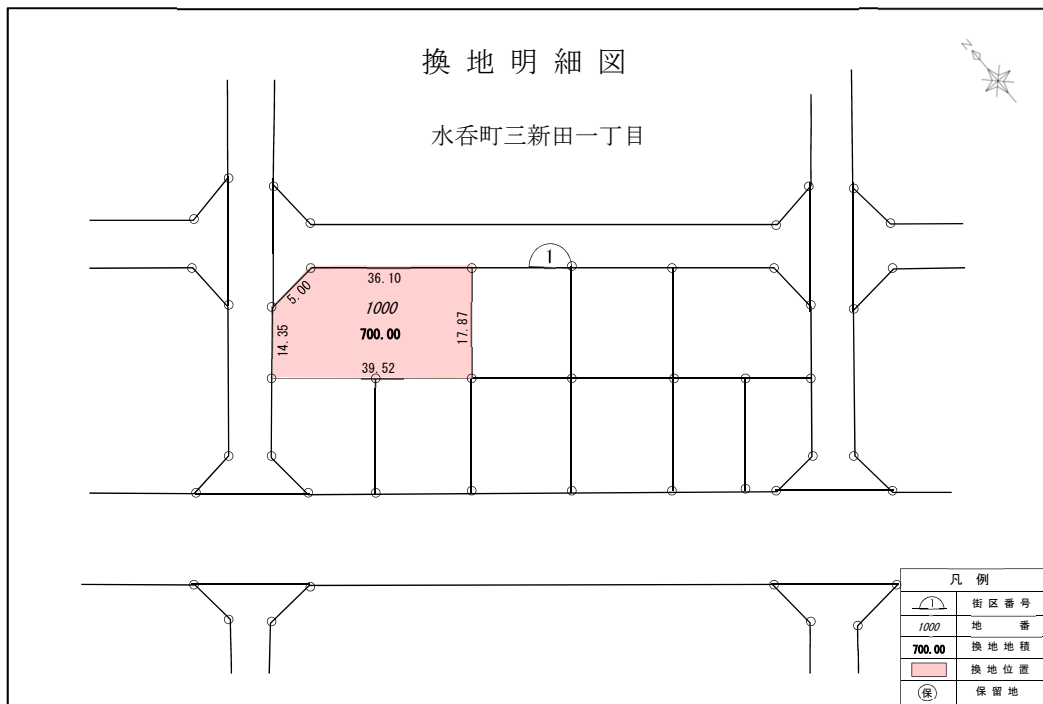 換地明細図
N
水呑町三新田一丁目
1
36.10
5.00
1000
14.35
700.00
17.87
39.52
凡例
1 街区番号
1000 地番
700.00 換地地積
換地位置
保 保留地